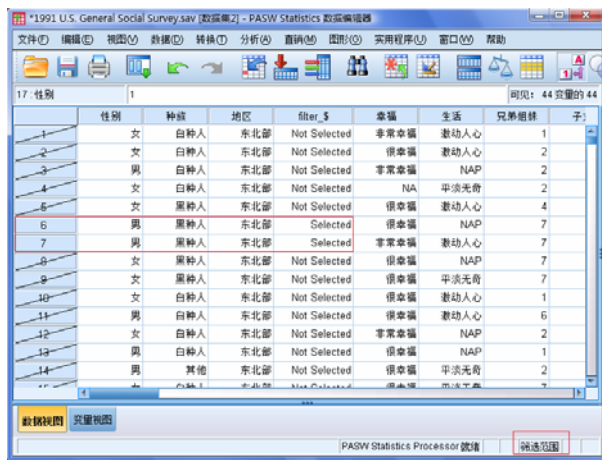 *1991 U.S. General Social Survey.sav [数据集2] - PASW Statistics 数据编辑器
文件(F) 编辑(E) 视图(V) 数据(D) 转换(T) 分析(A) 直销(M) 图形(G) 实用程序(U) 窗口(W) 帮助
17 : 性别 1 可见: 44 变量的 44
性别 种族 地区 filter_$ 幸福 生活 兄弟姐妹
1 女 白种人 东北部 Not Selected 非常幸福 激动人心 1
2 女 白种人 东北部 Not Selected 很幸福 激动人心 2
3 男 白种人 东北部 Not Selected 非常幸福 NAP 2
4 女 白种人 东北部 Not Selected NA 平淡无奇 2
5 女 黑种人 东北部 Not Selected 很幸福 激动人心 4
6 男 黑种人 东北部 Selected 很幸福 NAP 7
7 男 黑种人 东北部 Selected 非常幸福 激动人心 7
8 女 黑种人 东北部 Not Selected 很幸福 NAP 7
9 女 黑种人 东北部 Not Selected 很幸福 平淡无奇 7
10 女 白种人 东北部 Not Selected 很幸福 激动人心 1
11 男 白种人 东北部 Not Selected 很幸福 激动人心 6
12 女 白种人 东北部 Not Selected 非常幸福 NAP 2
13 男 白种人 东北部 Not Selected 很幸福 NAP 1
14 男 其他 东北部 Not Selected 很幸福 平淡无奇 2
数据视图 变量视图
PASW Statistics Processor 就绪 筛选范围